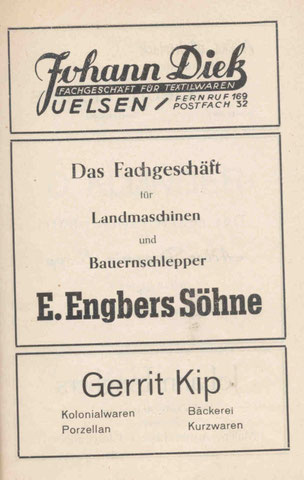 Johann Diek
FACHGESCHÄFT FÜR TEXTILWAREN
UELSEN / FERNRUF 169
POSTFACH 32
Das Fachgeschäft
für
Landmaschinen
und
Bauernschlepper
E. Engbers Söhne
Gerrit Kip
Kolonialwaren Bäckerei
Porzellan Kurzwaren